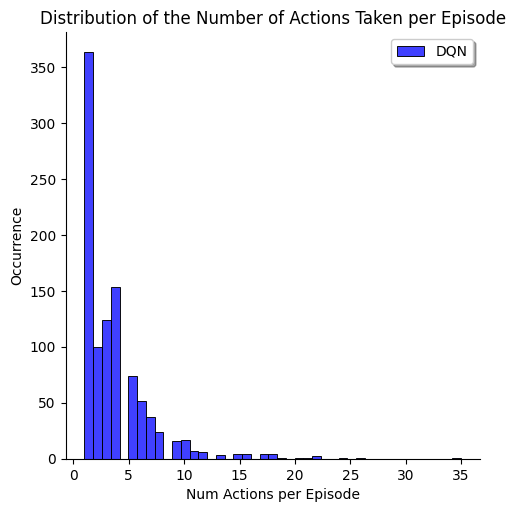 Distribution of the Number of Actions Taken per Episode
DQN
350
300
250
200
150
100
50
0
Occurrence
0 5 10 15 20 25 30 35
Num Actions per Episode